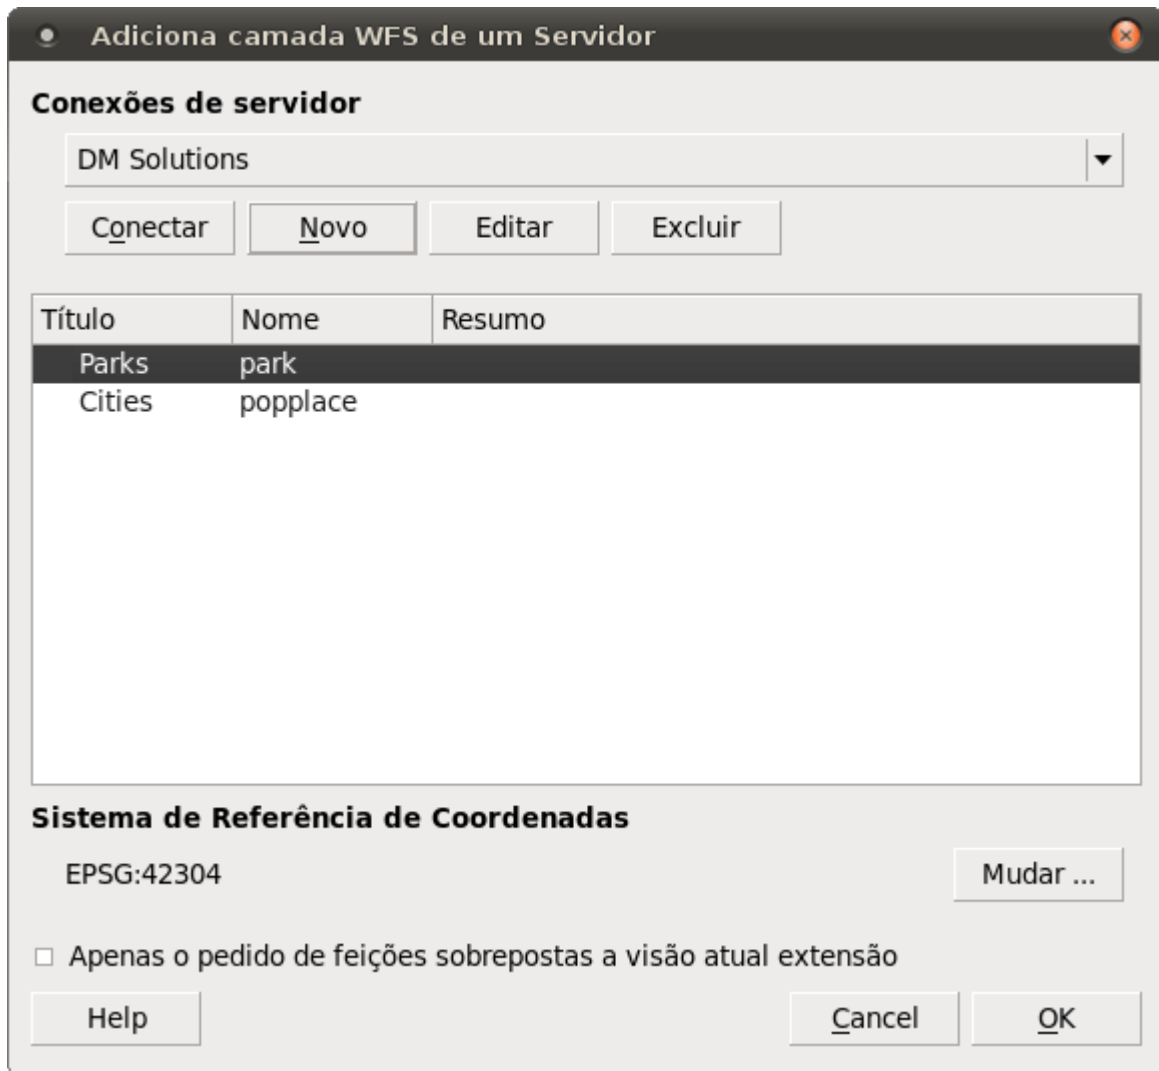 Adiciona camada WFS de um Servidor
Conexões de servidor
DM Solutions
Conectar Novo Editar Excluir
Título Nome Resumo
Parks park
Cities popplace
Sistema de Referência de Coordenadas
EPSG:42304 Mudar ...
Apenas o pedido de feições sobrepostas a visão atual extensão
Help Cancel OK